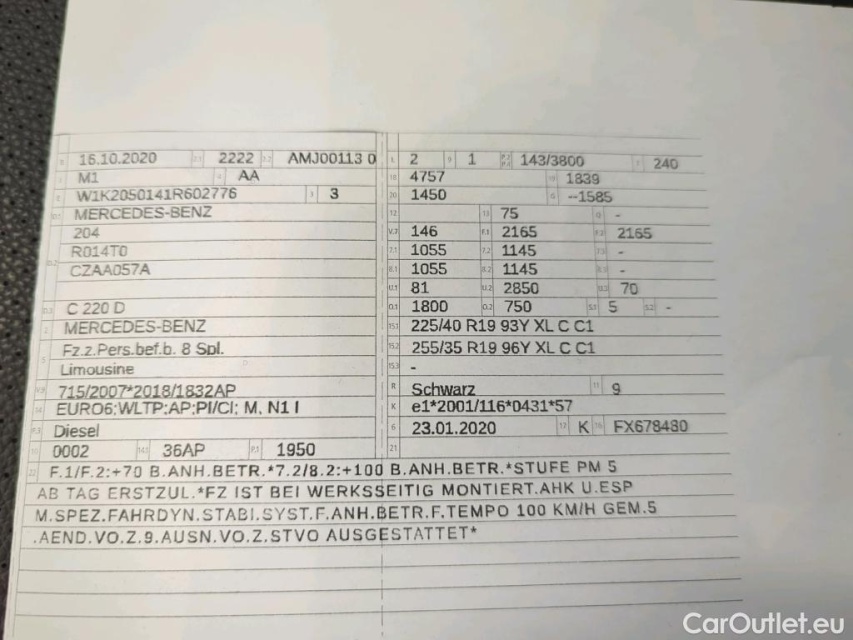 16.10.2020 2222 AMJ00113 0
M1 AA
W1K2050141R602776 3
MERCEDES-BENZ
204
R014T0
CZAA057A
C 220 D
MERCEDES-BENZ
Fz.z.Pers.bef.b. 8 Spl.
Limousine
715/2007*2018/1832AP
EURO6;WLTP;AP;PI/CI; M, N1 I
Diesel
0002 36AP 1950
2 1 143/3800 240
4757 1839
1450 --1585
75 -
146 2165 2165
1055 1145 -
1055 1145 -
81 2850 70
1800 750 5 -
225/40 R19 93Y XL C C1
255/35 R19 96Y XL C C1
-
Schwarz 9
e1*2001/116*0431*57
23.01.2020 K FX678480
F.1/F.2:+70 B.ANH.BETR.*7.2/8.2:+100 B.ANH.BETR.*STUFE PM 5
AB TAG ERSTZUL.*FZ IST BEI WERKSSEITIG MONTIERT.AHK U.ESP
M.SPEZ.FAHRDYN.STABI.SYST.F.ANH.BETR.F.TEMPO 100 KM/H GEM.5
.AEND.VO.Z.9.AUSN.VO.Z.STVO AUSGESTATTET*
CarOutlet.eu